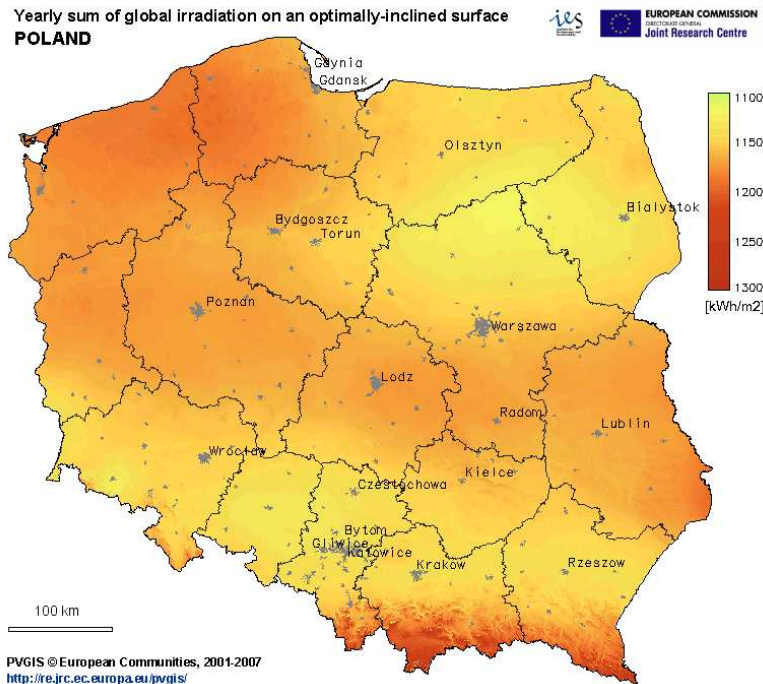 Yearly sum of global irradiation on an optimally-inclined surface
POLAND
ies
EUROPEAN COMMISSION
DIRECTORATE GENERAL
Joint Research Centre
Gdynia
Gdansk
1100
1150
1200
1250
1300
[kWh/m2]
Olsztyn
Bialystok
Bydgoszcz
Torun
Poznan
Warszawa
Lodz
Radom
Lublin
Wroclaw
Kielce
Czestochowa
Bytom
Gliwice
Katowice
Krakow
Rzeszow
100 km
PVGIS © European Communities, 2001-2007
http://re.jrc.ec.europa.eu/pvgis/